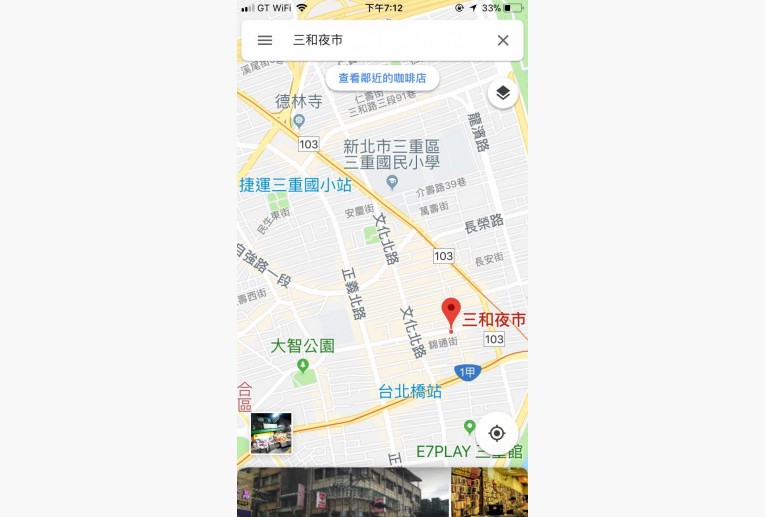 GT WiFi 下午7:12 33%
三和夜市
查看鄰近的咖啡店
溪尾街
德林寺
仁壽街
三和路三段91巷
龍濱路
103
新北市三重區
三重國民小學
捷運三重國小站
介壽路39巷
萬壽街
安慶街
民生東街
文化北路
長榮路
103
長安街
自強路一段
壽西街
正義北路
三和夜市
文化北路
錦通街
103
大智公園
1甲
台北橋站
合
區
E7PLAY 三重館
正